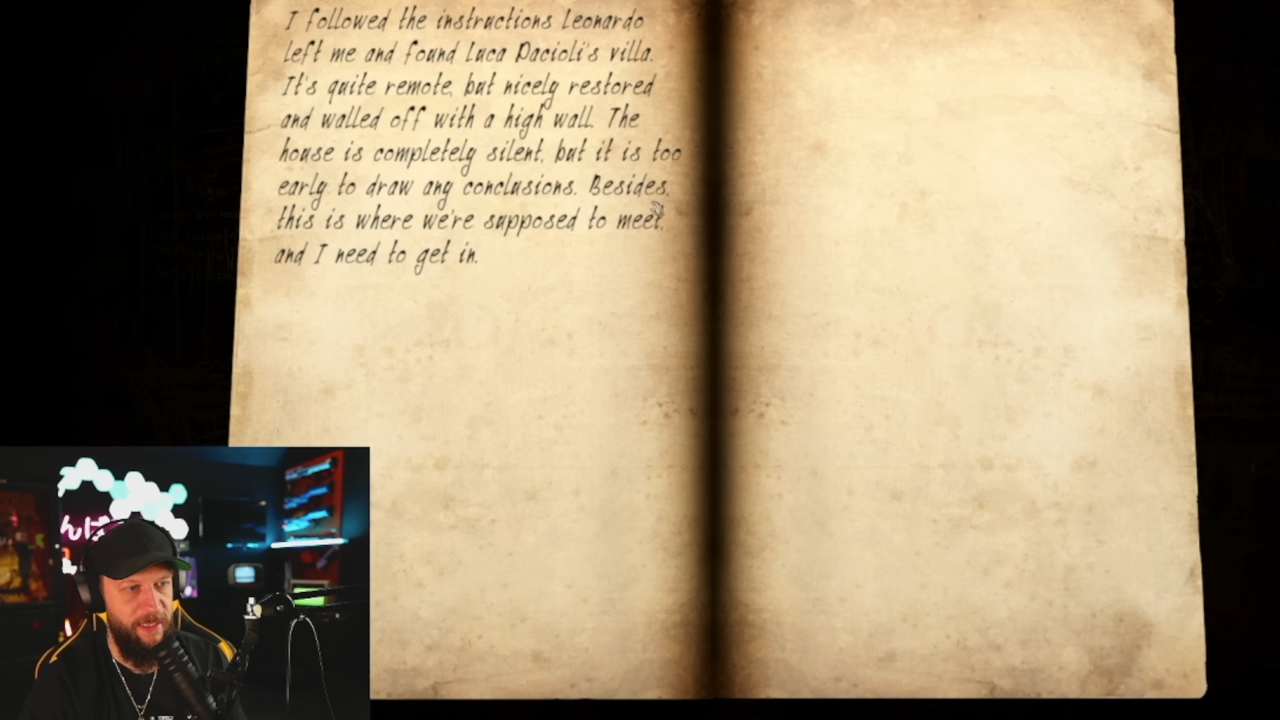 I followed the instructions Leonardo
left me and found Luca Pacioli's villa.
It's quite remote, but nicely restored
and walled off with a high wall. The
house is completely silent, but it is too
early to draw any conclusions. Besides,
this is where we're supposed to meet,
and I need to get in.
んぱ